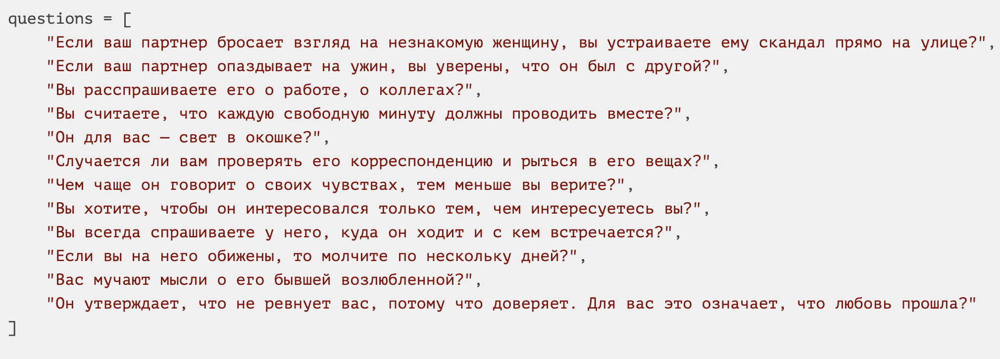 questions = [
    "Если ваш партнер бросает взгляд на незнакомую женщину, вы устраиваете ему скандал прямо на улице?",
    "Если ваш партнер опаздывает на ужин, вы уверены, что он был с другой?",
    "Вы расспрашиваете его о работе, о коллегах?",
    "Вы считаете, что каждую свободную минуту должны проводить вместе?",
    "Он для вас — свет в окошке?",
    "Случается ли вам проверять его корреспонденцию и рыться в его вещах?",
    "Чем чаще он говорит о своих чувствах, тем меньше вы верите?",
    "Вы хотите, чтобы он интересовался только тем, чем интересуетесь вы?",
    "Вы всегда спрашиваете у него, куда он ходит и с кем встречается?",
    "Если вы на него обижены, то молчите по нескольку дней?",
    "Вас мучают мысли о его бывшей возлюбленной?",
    "Он утверждает, что не ревнует вас, потому что доверяет. Для вас это означает, что любовь прошла?"
]